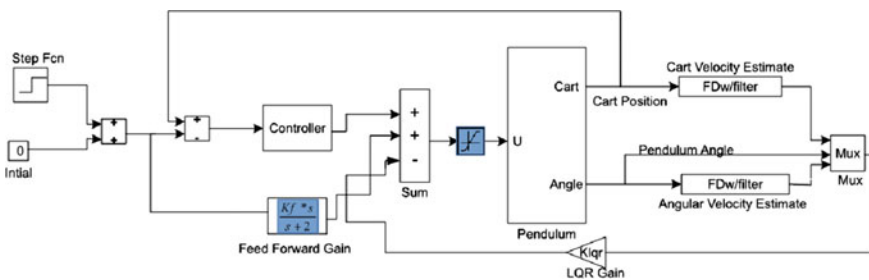 Step Fcn
+
+
0
Intial
+
-
Controller
Kf * s
s + 2
Feed Forward Gain
+
+
-
Sum
U
Cart
Angle
Pendulum
Cart Position
Cart Velocity Estimate
FDw/filter
Pendulum Angle
FDw/filter
Angular Velocity Estimate
Mux
Mux
Klqr
LQR Gain